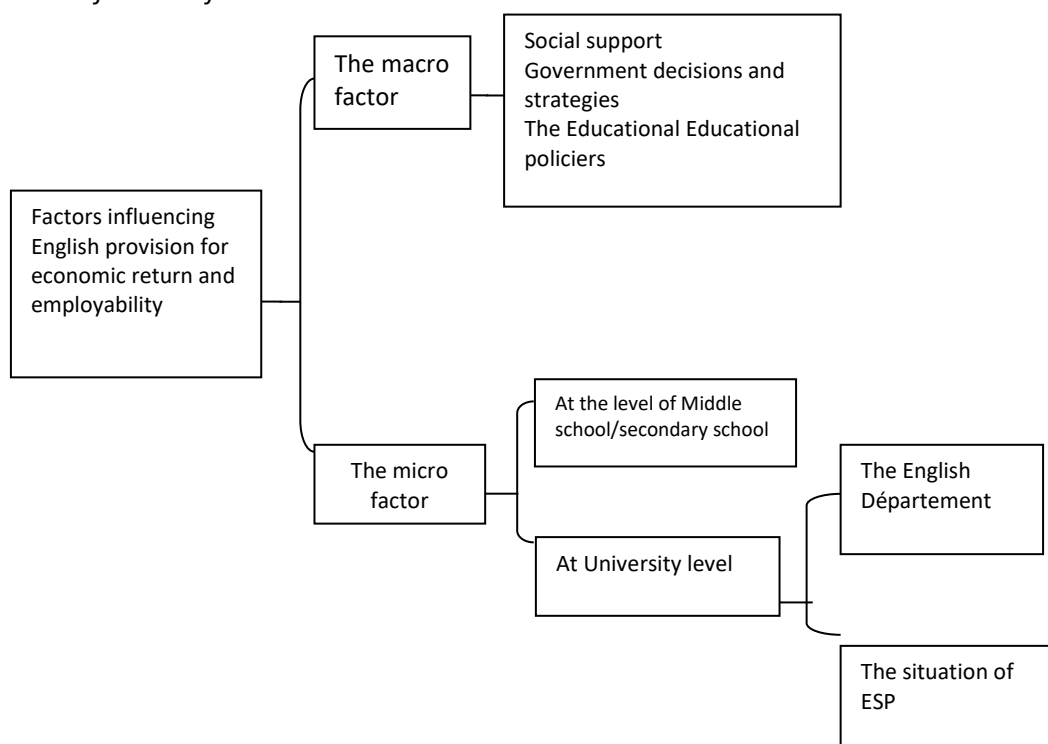 The macro
factor
Social support
Government decisions and
strategies
The Educational Educational
policiers
Factors influencing
English provision for
economic return and
employability
The micro
factor
At the level of Middle
school/secondary school
At University level
The English
Département
The situation of
ESP